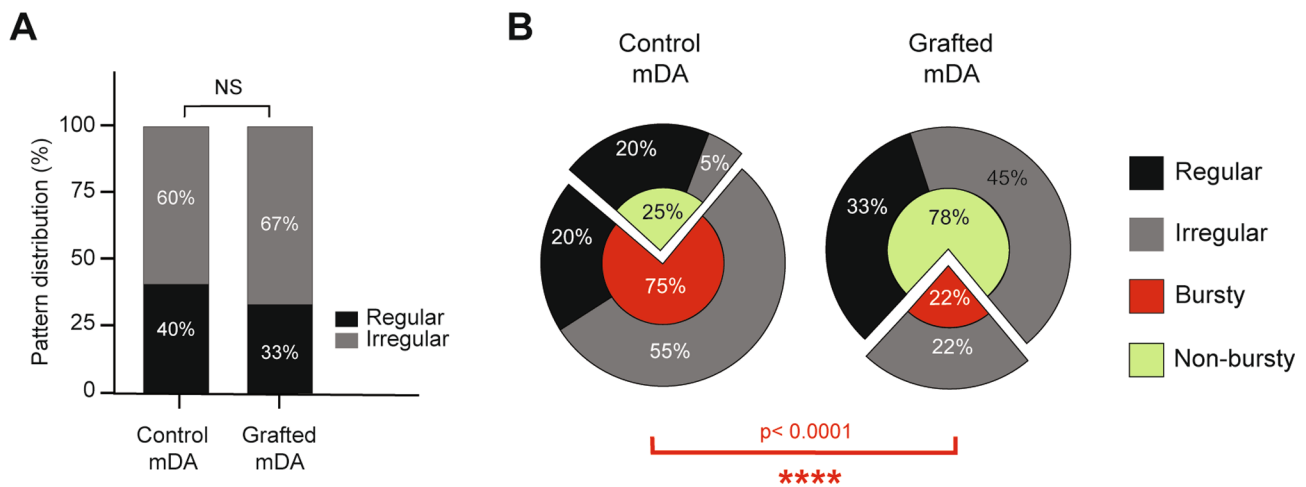 A
NS
Pattern distribution (%)
100
75
50
25
0
60%
40%
67%
33%
Regular
Irregular
Control
mDA
Grafted
mDA
B
Control
mDA
20%
5%
25%
20%
75%
55%
Grafted
mDA
45%
33%
78%
22%
22%
Regular
Irregular
Bursty
Non-bursty
p< 0.0001
****